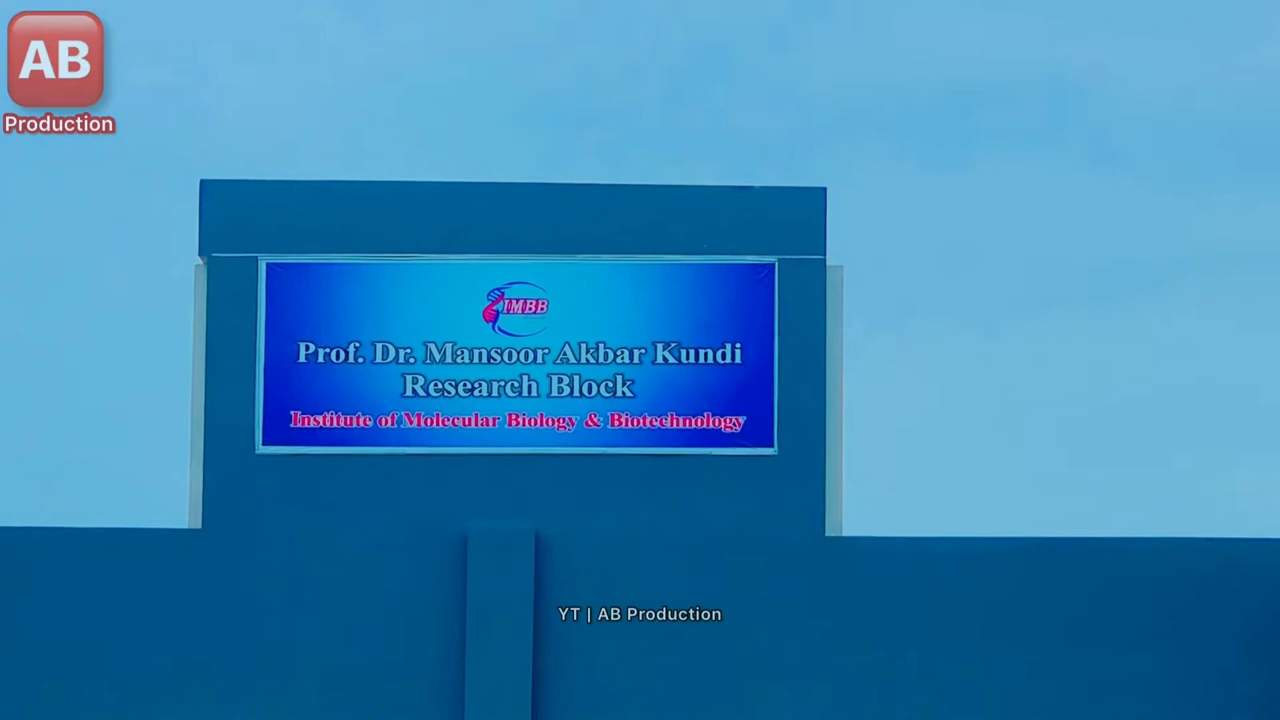 AB
Production
IMBB
Prof. Dr. Mansoor Akbar Kundi
Research Block
Institute of Molecular Biology & Biotechnology
YT | AB Production